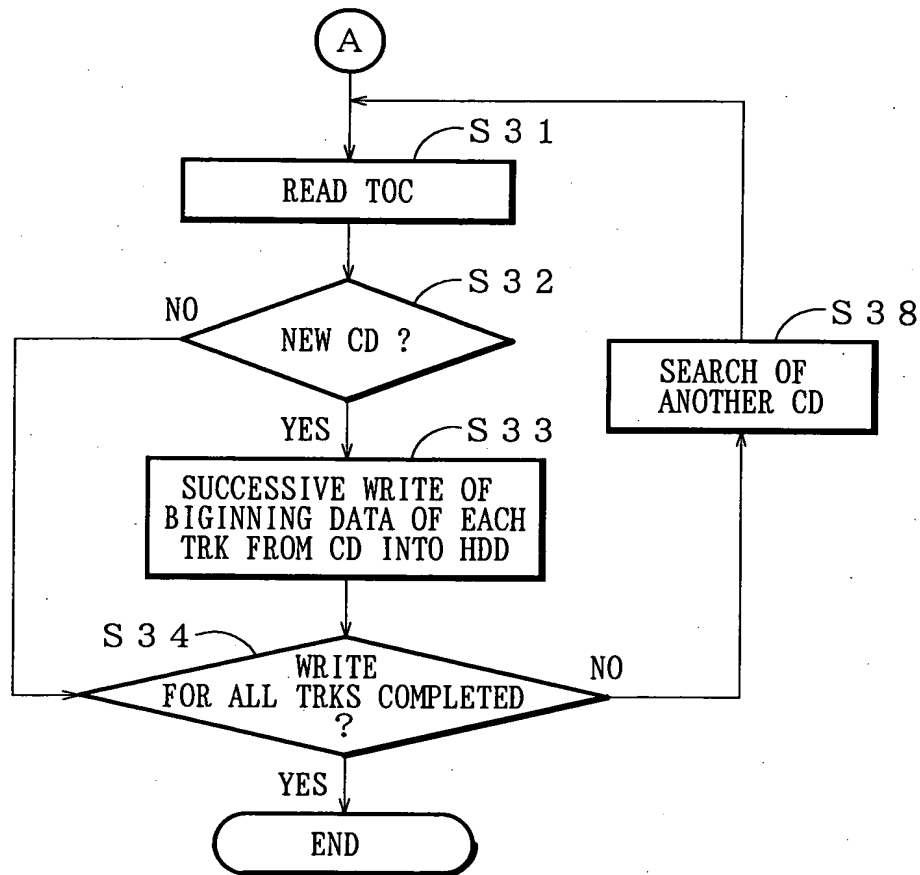 A
S31
READ TOC
S32
NO
NEW CD ?
S38
SEARCH OF
ANOTHER CD
YES
S33
SUCCESSIVE WRITE OF
BIGINNING DATA OF EACH
TRK FROM CD INTO HDD
S34
WRITE
FOR ALL TRKS COMPLETED
?
NO
YES
END